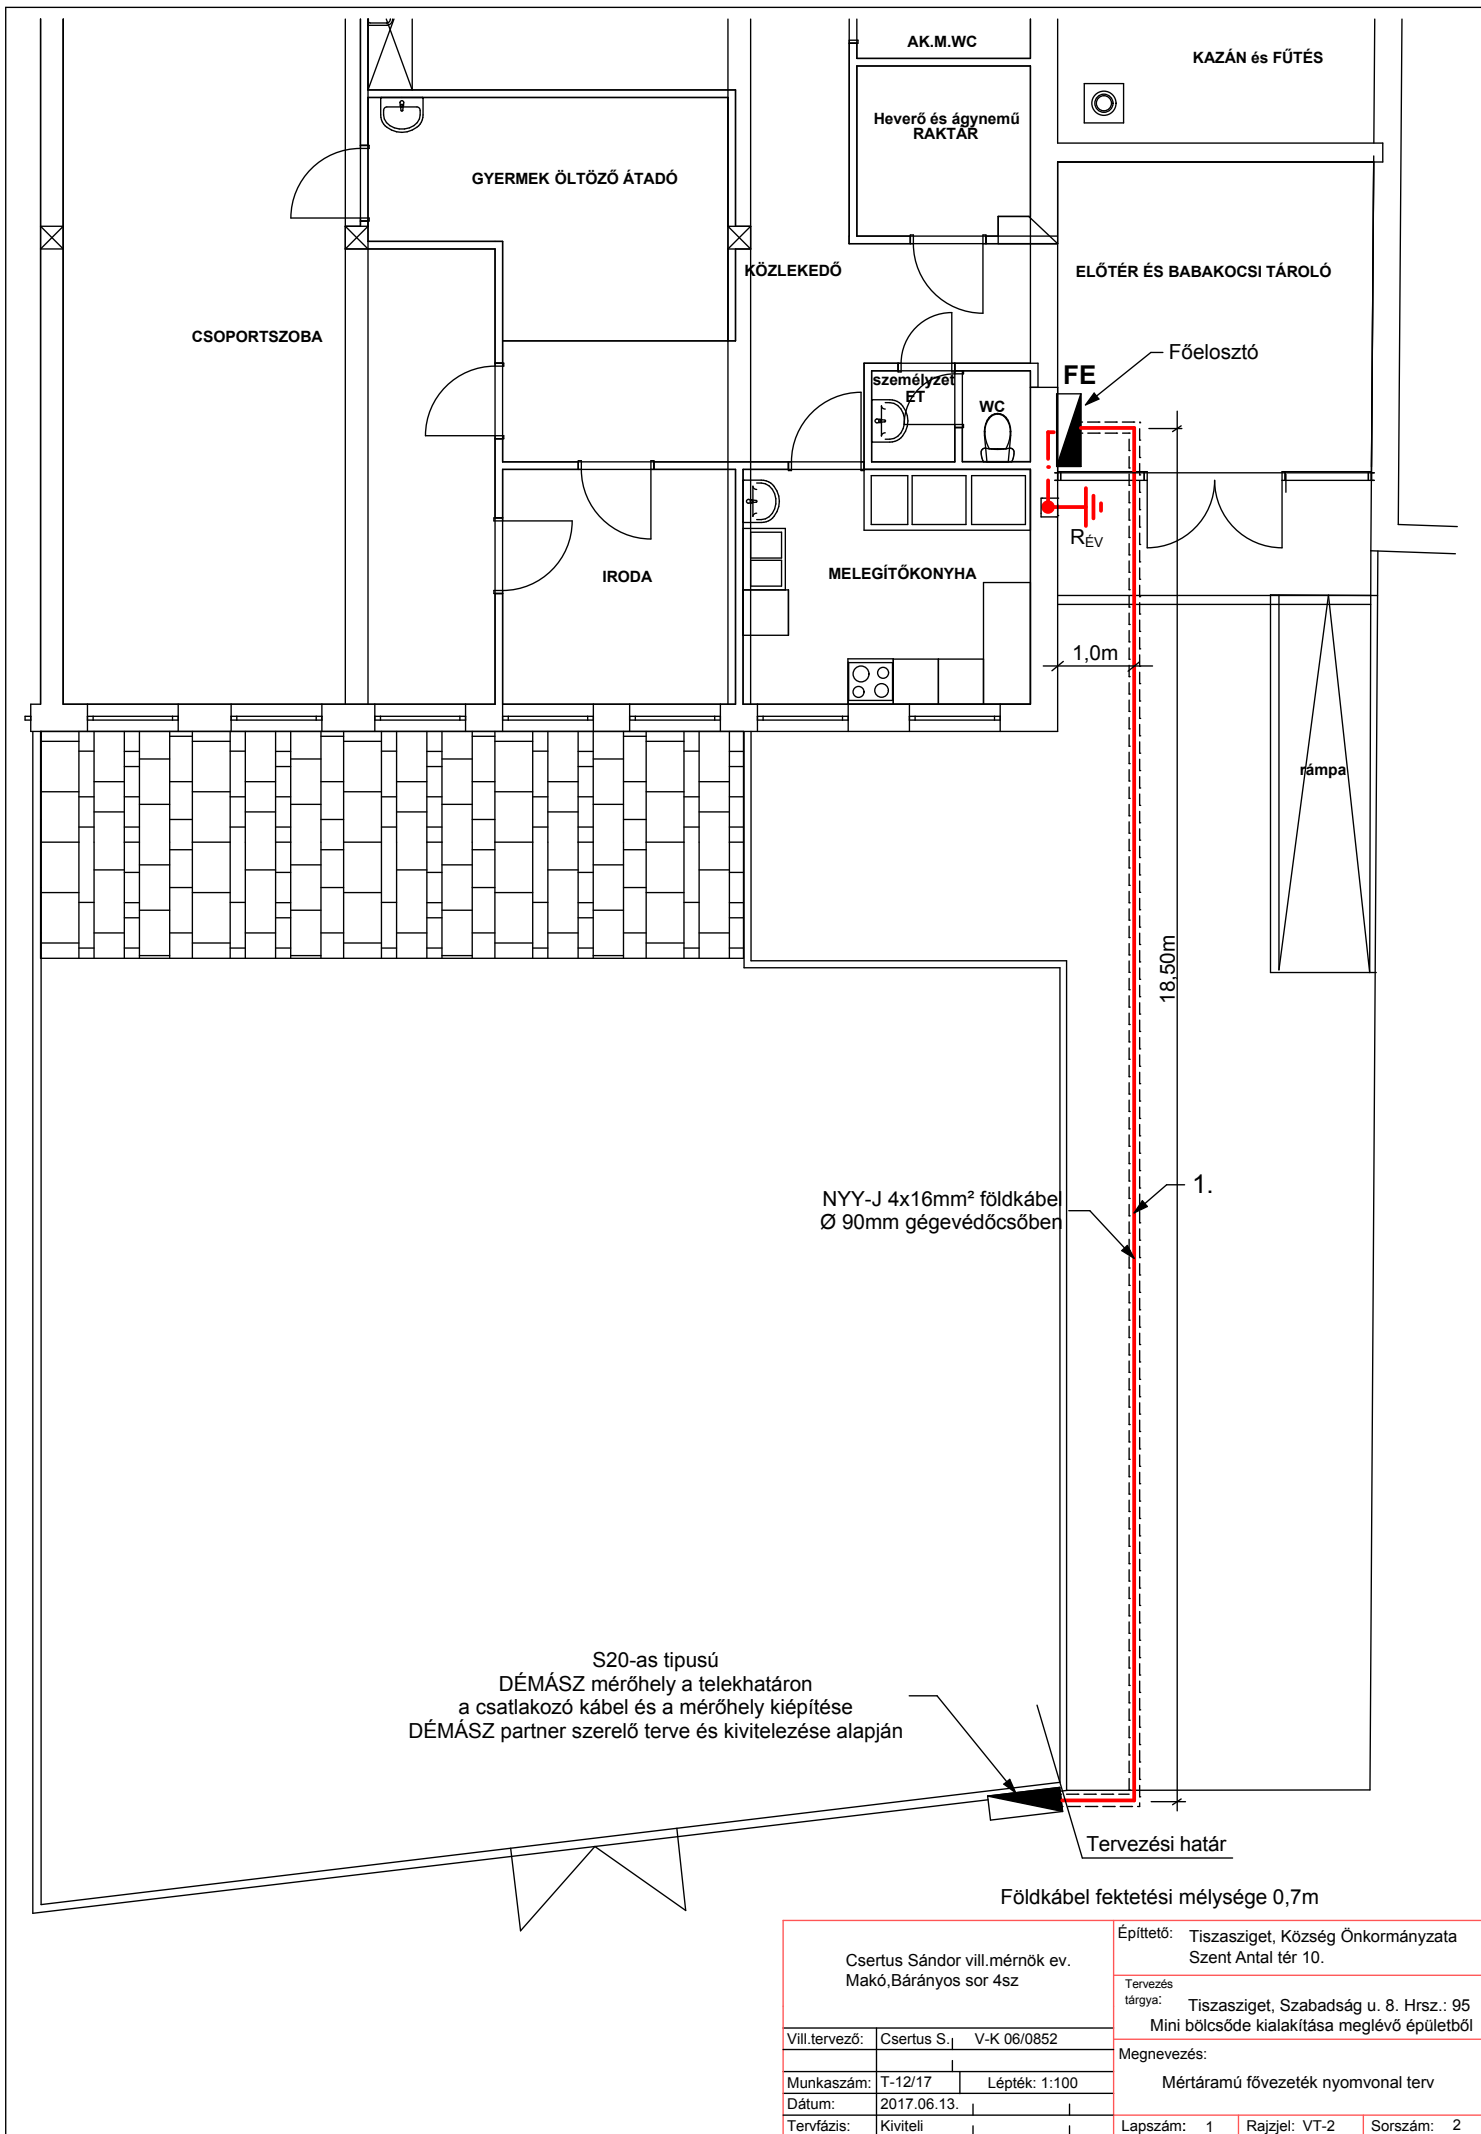 AK.M.WC
KAZÁN és FŰTÉS
Heverő és ágynemű
RAKTÁR
GYERMEK ÖLTÖZŐ ÁTADÓ
KÖZLEKEDŐ
ELŐTÉR ÉS BABAKOCSI TÁROLÓ
CSOPORTSZOBA
Főelosztó
FE
személyzet
ET
WC
RÉV
IRODA
MELEGÍTŐKONYHA
1,0m
rámpa
18,50m
1.
NYY-J 4x16mm² földkábel
Ø 90mm gégevédőcsőben
S20-as tipusú
DÉMÁSZ mérőhely a telekhatáron
a csatlakozó kábel és a mérőhely kiépítése
DÉMÁSZ partner szerelő terve és kivitelezése alapján
Tervezési határ
Földkábel fektetési mélysége 0,7m
Csertus Sándor vill.mérnök ev.
Makó,Bárányos sor 4sz
Építtető: Tiszasziget, Község Önkormányzata
Szent Antal tér 10.
Tervezés
tárgya: Tiszasziget, Szabadság u. 8. Hrsz.: 95
Mini bölcsőde kialakítása meglévő épületből
Vill.tervező: Csertus S. V-K 06/0852
Megnevezés:
Mértáramú fővezeték nyomvonal terv
Munkaszám: T-12/17 Lépték: 1:100
Dátum: 2017.06.13.
Tervfázis: Kiviteli
Lapszám: 1 Rajzjel: VT-2 Sorszám: 2